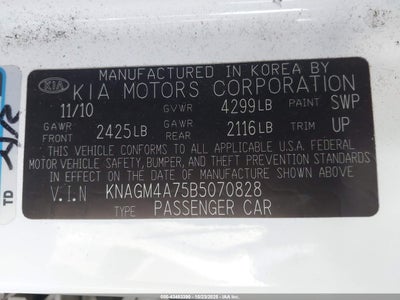 MANUFACTURED IN KOREA BY
KIA KIA MOTORS CORPORATION
11/10 GVWR 4299LB PAINT SWP
GAWR FRONT 2425LB GAWR REAR 2116LB TRIM UP
THIS VEHICLE CONFORMS TO ALL APPLICABLE U.S.A. FEDERAL
MOTOR VEHICLE SAFETY, BUMPER, AND THEFT PREVENTION STANDARDS
IN EFFECT ON THE DATE OF MANUFACTURE SHOWN ABOVE.
V.I.N KNAGM4A75B5070828
TYPE PASSENGER CAR
TD